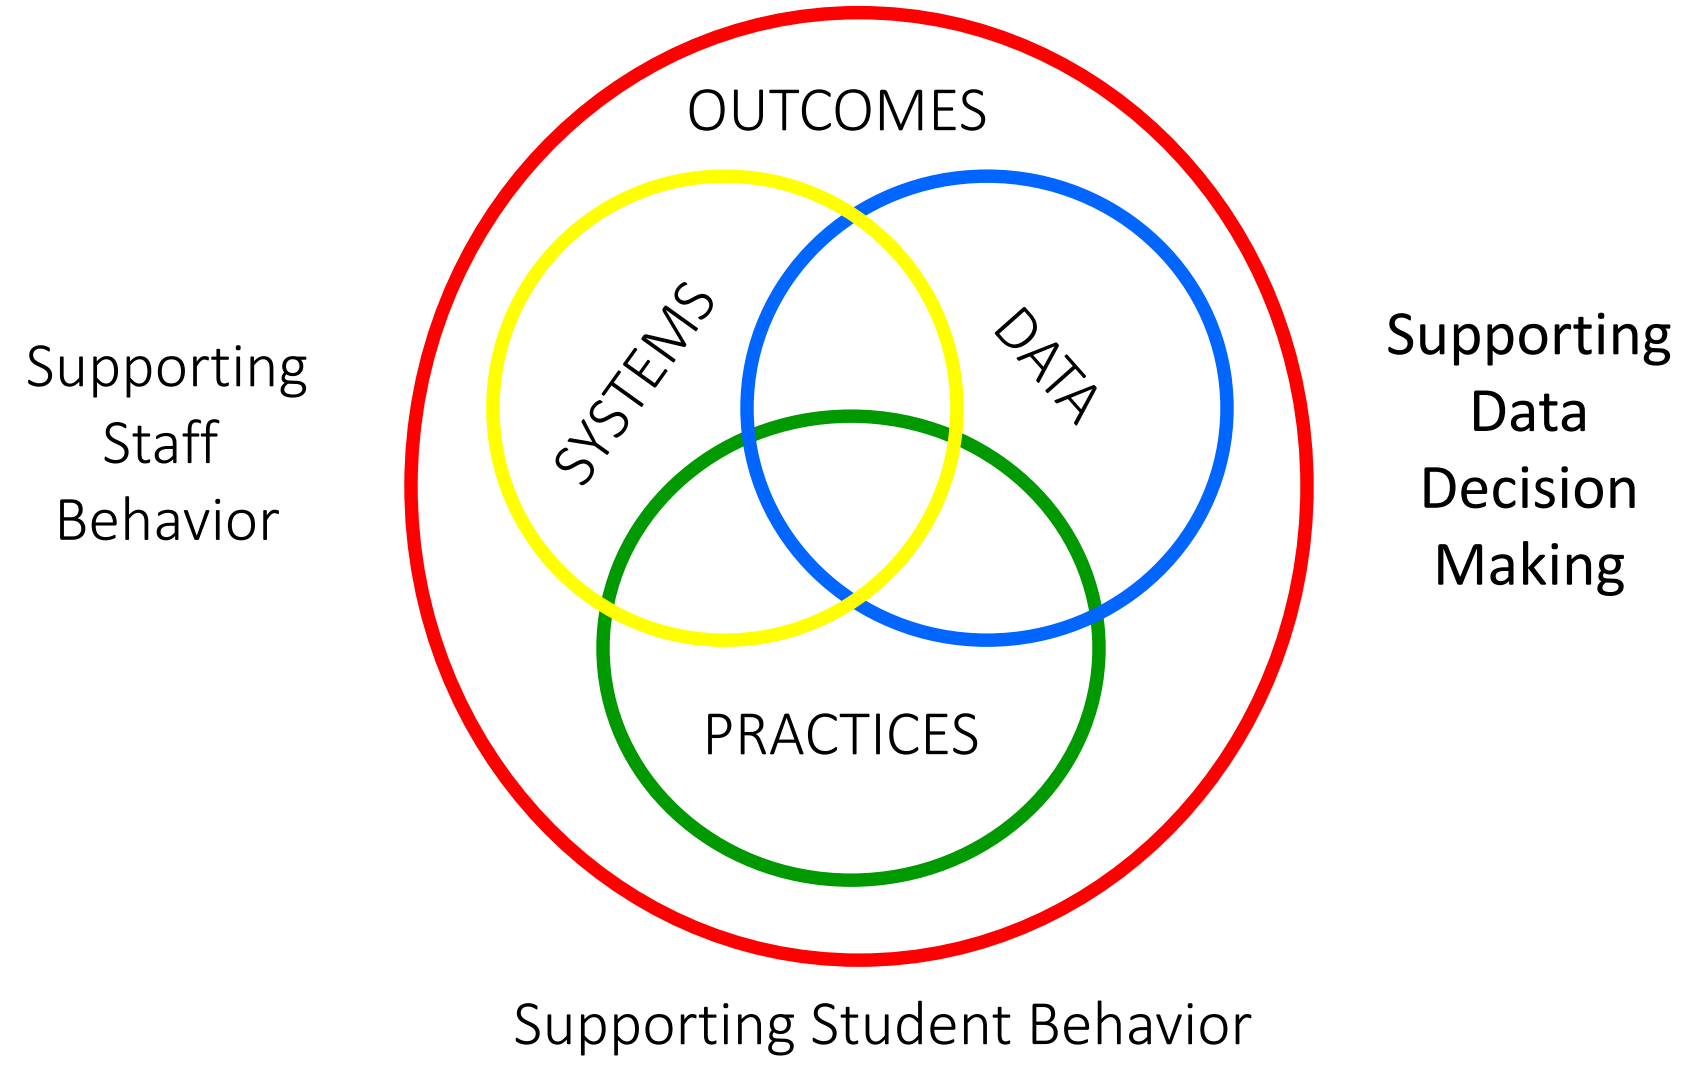 OUTCOMES
SYSTEMS
DATA
PRACTICES
Supporting
Staff
Behavior
Supporting
Data
Decision
Making
Supporting Student Behavior